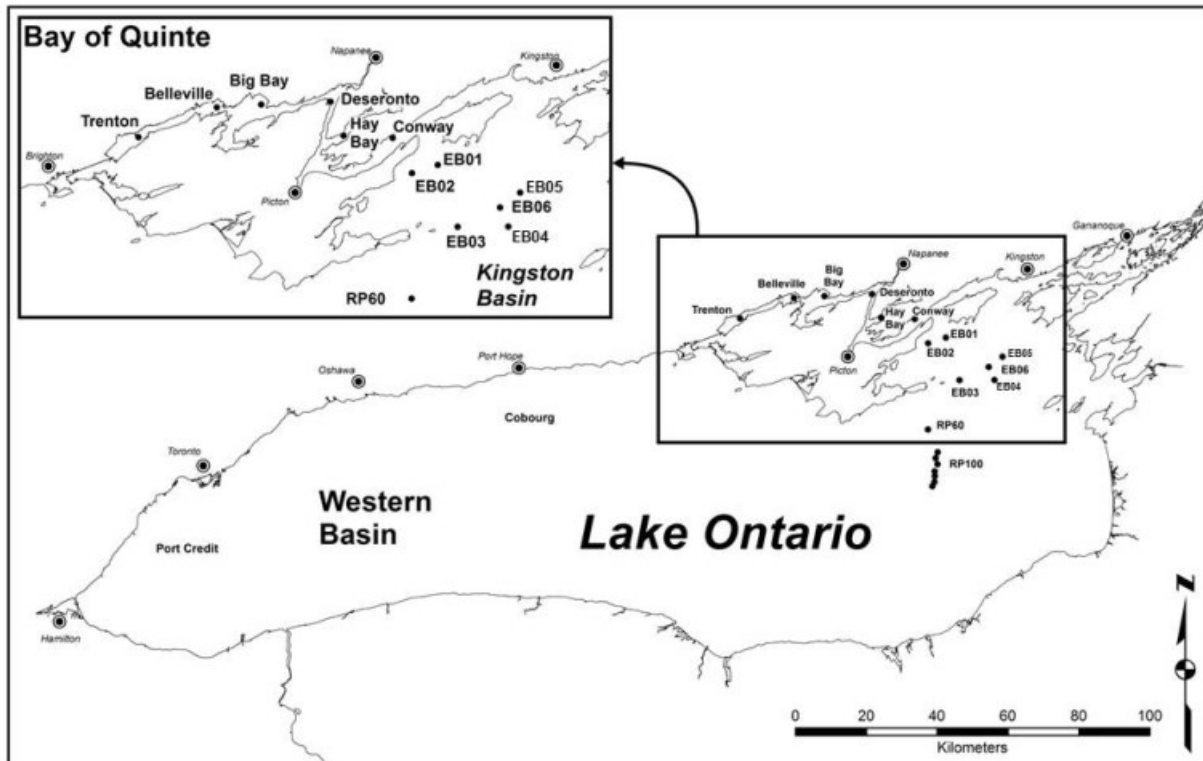 Bay of Quinte
Napanee
Kingston
Big Bay
Belleville
Deseronto
Trenton
Hay
Bay
Conway
Brighton
EB01
EB02
EB05
Picton
EB06
EB03
EB04
Kingston
Basin
RP60
Gananoque
Napanee
Kingston
Big
Bay
Belleville
Deseronto
Trenton
Hay
Bay
Conway
EB01
EB02
EB05
Picton
EB06
EB03
EB04
Port Hope
Oshawa
Cobourg
RP60
Toronto
RP100
Western
Basin
Lake Ontario
Port Credit
Hamilton
N
0 20 40 60 80 100
Kilometers